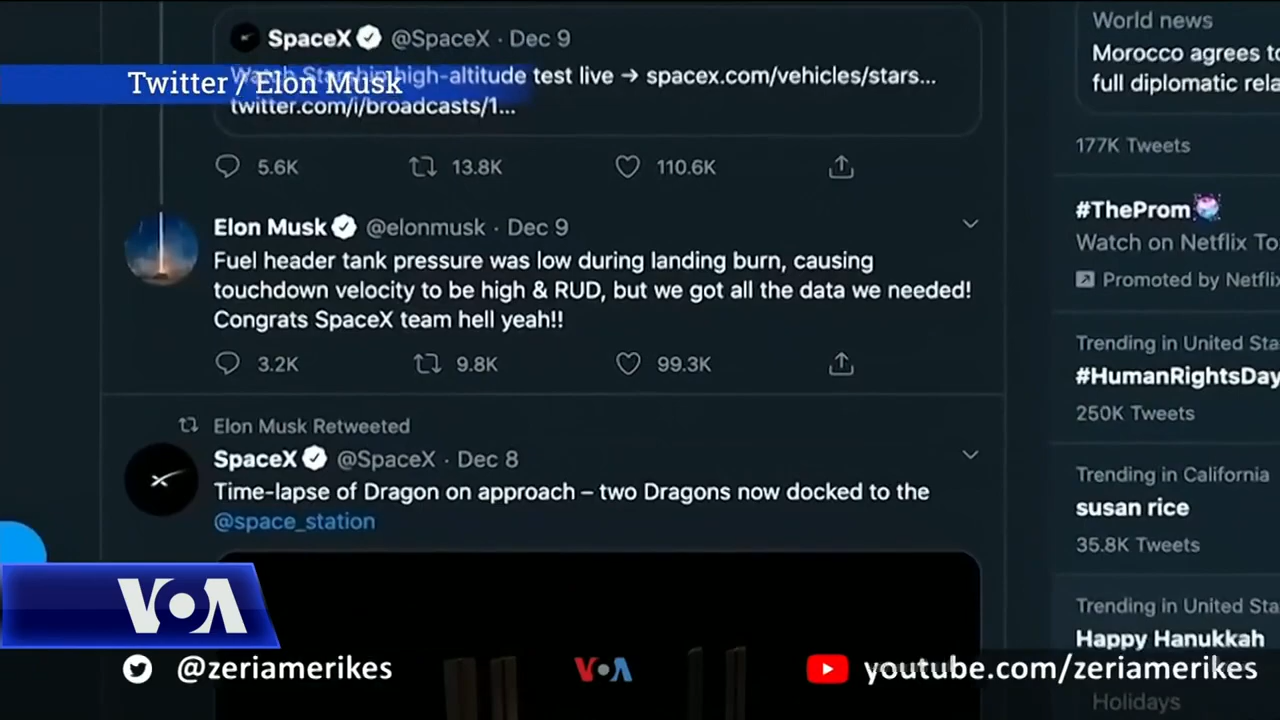 SpaceX @SpaceX · Dec 9
Watch Starship high-altitude test live → spacex.com/vehicles/stars...
twitter.com/i/broadcasts/1...
Twitter / Elon Musk
5.6K 13.8K 110.6K
Elon Musk @elonmusk · Dec 9
Fuel header tank pressure was low during landing burn, causing
touchdown velocity to be high & RUD, but we got all the data we needed!
Congrats SpaceX team hell yeah!!
3.2K 9.8K 99.3K
Elon Musk Retweeted
SpaceX @SpaceX · Dec 8
Time-lapse of Dragon on approach – two Dragons now docked to the
@space_station
World news
Morocco agrees to
full diplomatic rela
177K Tweets
#TheProm
Watch on Netflix To
Promoted by Netflix
Trending in United Sta
#HumanRightsDay
250K Tweets
Trending in California
susan rice
35.8K Tweets
Trending in United Sta
Happy Hanukkah
Holidays
VOA
@zeriamerikes
VOA
youtube.com/zeriamerikes